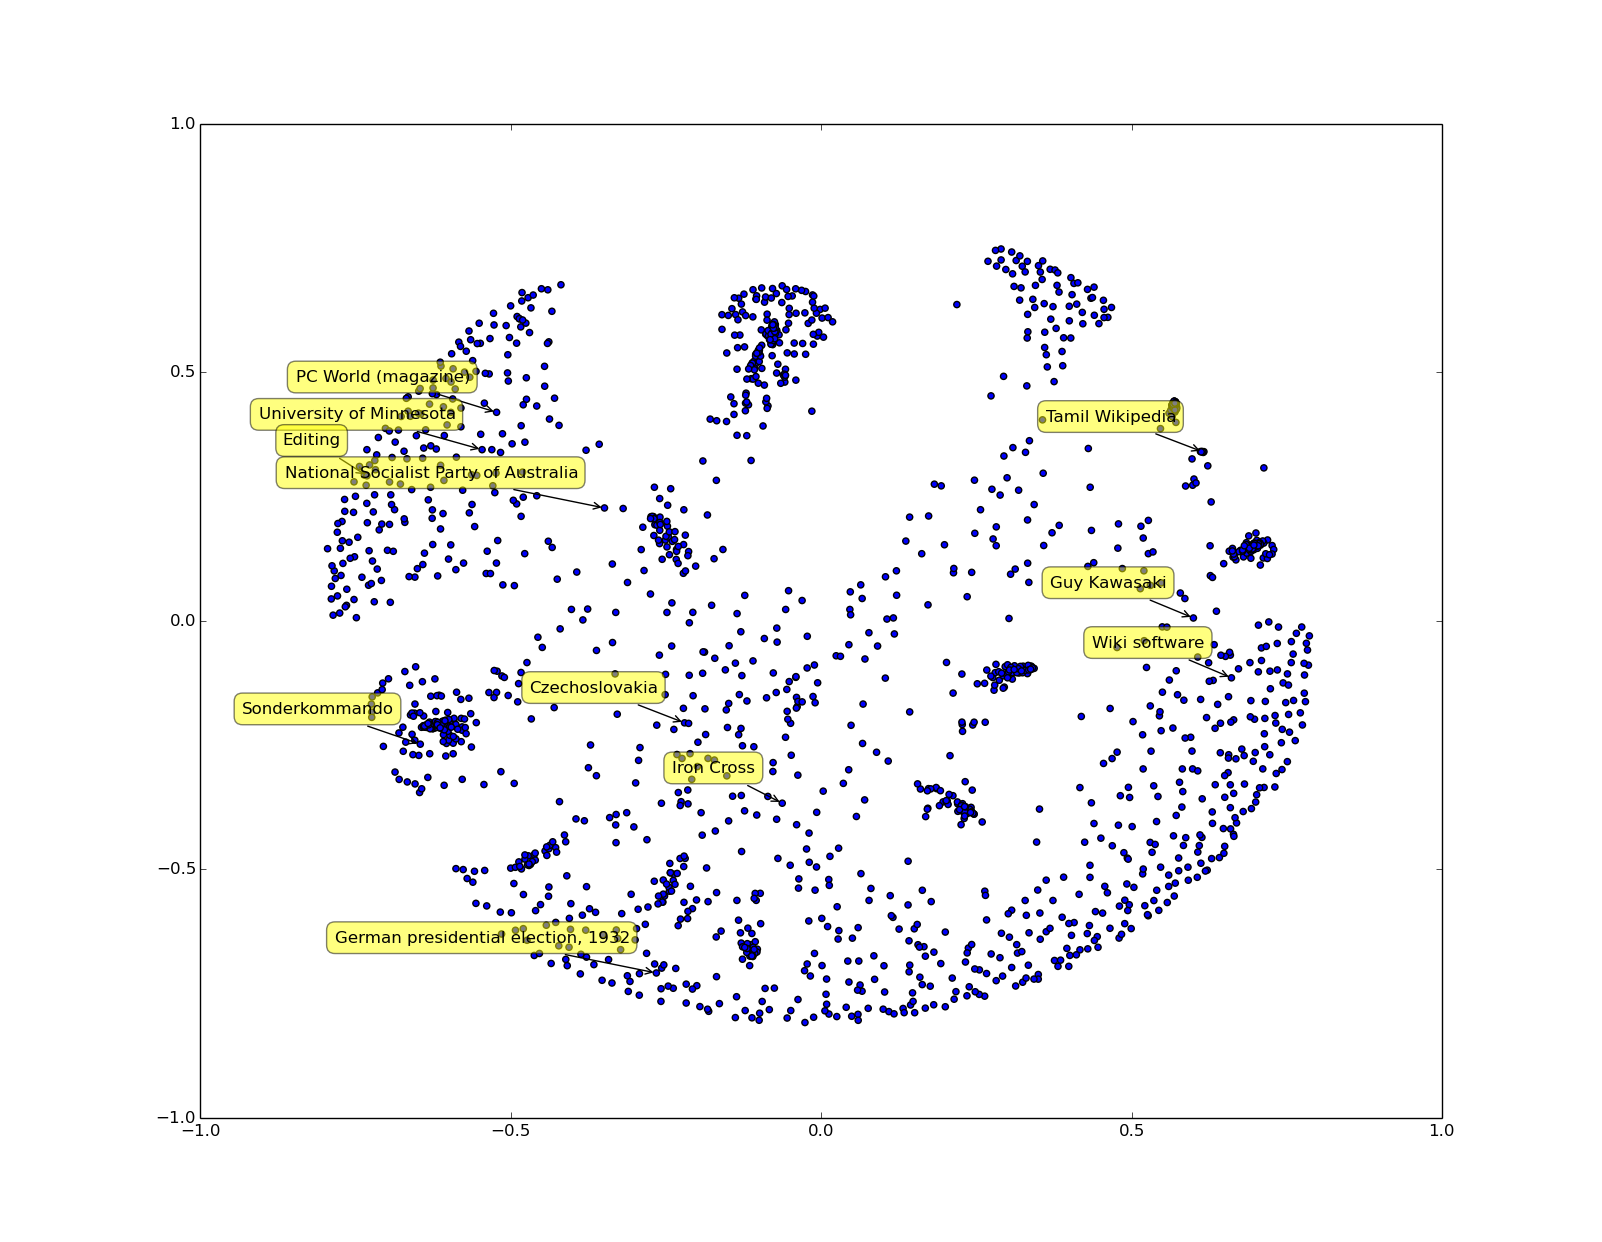 1.0
0.5
0.0
−0.5
−1.0
PC World (magazine)
University of Minnesota
Editing
National Socialist Party of Australia
Tamil Wikipedia
Guy Kawasaki
Wiki software
Czechoslovakia
Sonderkommando
Iron Cross
German presidential election, 1932
−1.0
−0.5
0.0
0.5
1.0